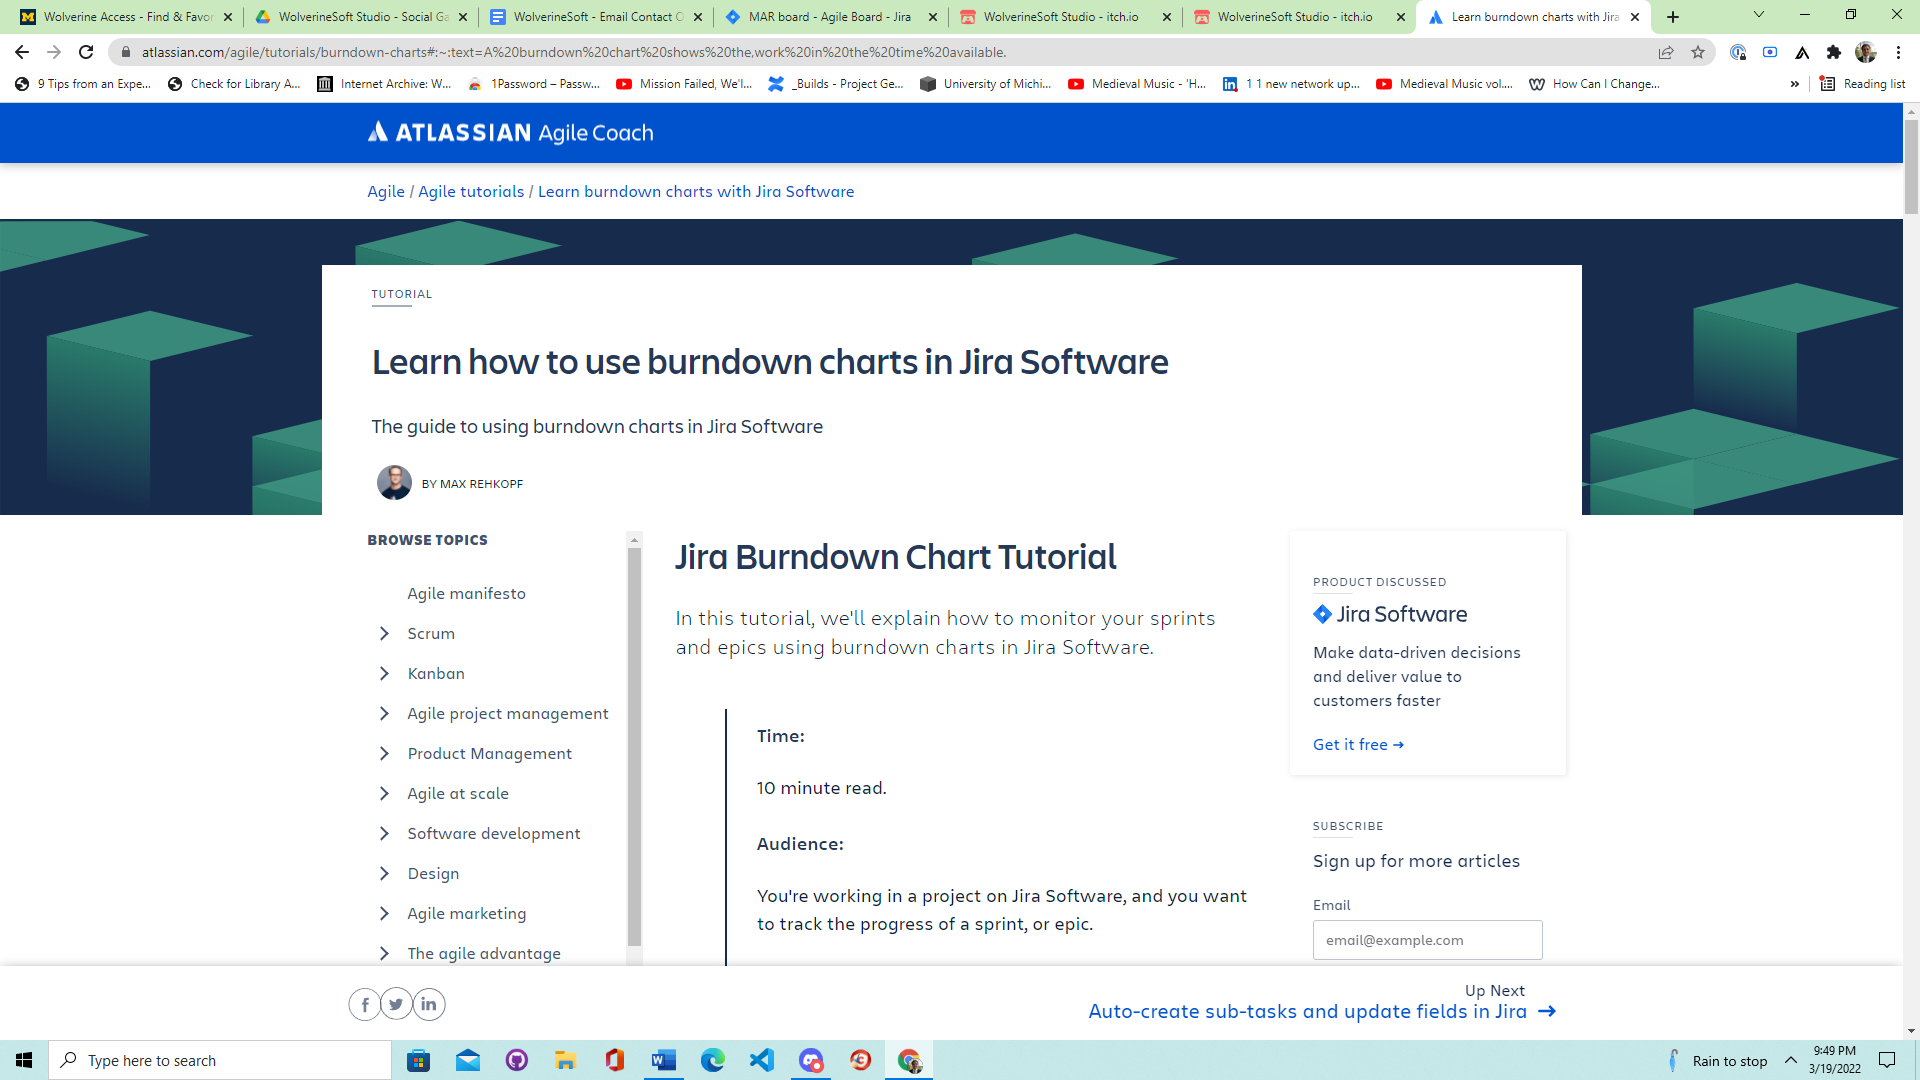 Wolverine Access - Find & Favor
WolverineSoft Studio - Social Ga
WolverineSoft - Email Contact O
MAR board - Agile Board - Jira
WolverineSoft Studio - itch.io
WolverineSoft Studio - itch.io
Learn burndown charts with Jira
atlassian.com/agile/tutorials/burndown-charts#:~:text=A%20burndown%20chart%20shows%20the,work%20in%20the%20time%20available.
9 Tips from an Expe...
Check for Library A...
Internet Archive: W...
1Password – Passw...
Mission Failed, We'l...
_Builds - Project Ge...
University of Michi...
Medieval Music - 'H...
1 1 new network up...
Medieval Music vol....
How Can I Change...
»
Reading list
ATLASSIAN Agile Coach
Agile / Agile tutorials / Learn burndown charts with Jira Software
TUTORIAL
Learn how to use burndown charts in Jira Software
The guide to using burndown charts in Jira Software
BY MAX REHKOPF
BROWSE TOPICS
Agile manifesto
Scrum
Kanban
Agile project management
Product Management
Agile at scale
Software development
Design
Agile marketing
The agile advantage
Jira Burndown Chart Tutorial
In this tutorial, we'll explain how to monitor your sprints
and epics using burndown charts in Jira Software.
Time:
10 minute read.
Audience:
You're working in a project on Jira Software, and you want
to track the progress of a sprint, or epic.
PRODUCT DISCUSSED
Jira Software
Make data-driven decisions
and deliver value to
customers faster
Get it free →
SUBSCRIBE
Sign up for more articles
Email
email@example.com
Up Next
Auto-create sub-tasks and update fields in Jira →
Type here to search
Rain to stop
9:49 PM
3/19/2022